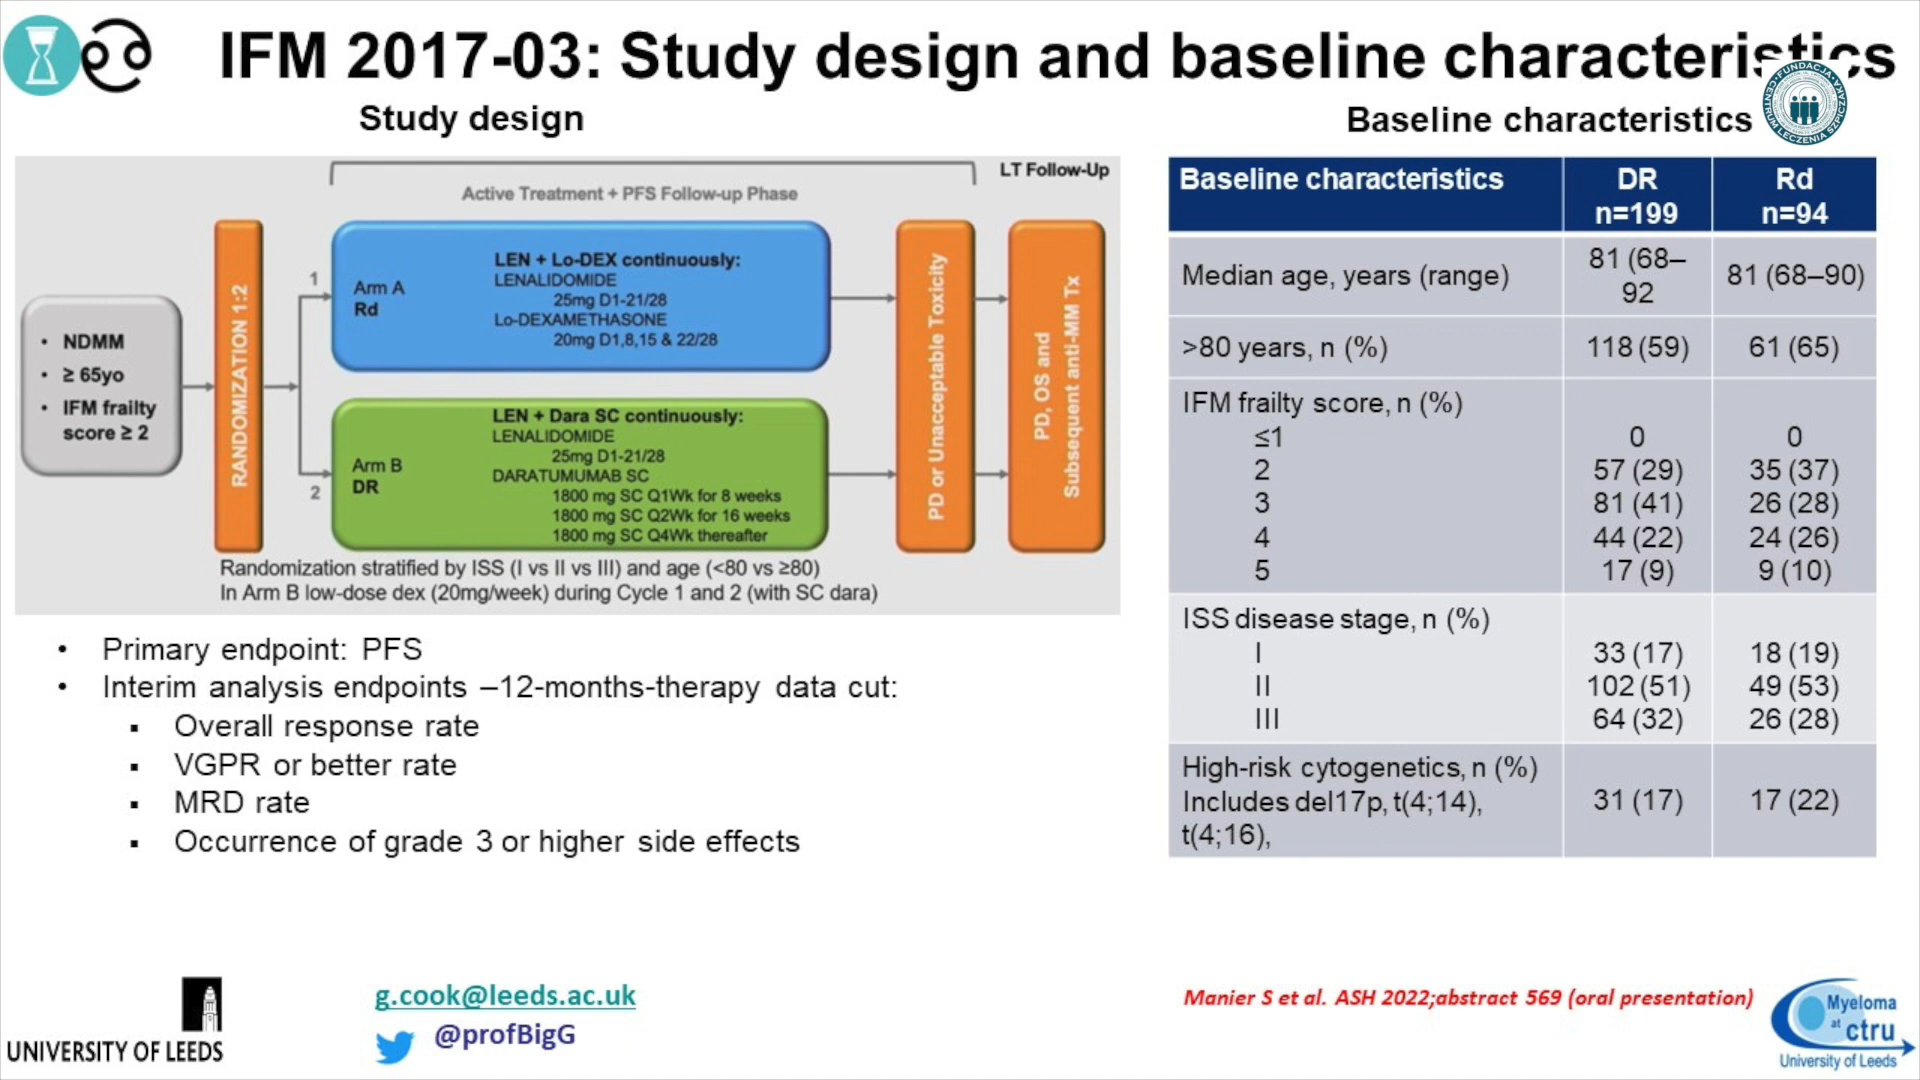 IFM 2017-03: Study design and baseline characteristics
Study design
Baseline characteristics
FUNDACJA
CENTRUM LECZENIA SZPICZAKA
LT Follow-Up
Active Treatment + PFS Follow-up Phase
• NDMM
• ≥ 65yo
• IFM frailty
score ≥ 2
RANDOMIZATION 1:2
1
2
Arm A
Rd
LEN + Lo-DEX continuously:
LENALIDOMIDE
25mg D1-21/28
Lo-DEXAMETHASONE
20mg D1,8,15 & 22/28
Arm B
DR
LEN + Dara SC continuously:
LENALIDOMIDE
25mg D1-21/28
DARATUMUMAB SC
1800 mg SC Q1Wk for 8 weeks
1800 mg SC Q2Wk for 16 weeks
1800 mg SC Q4Wk thereafter
PD or Unacceptable Toxicity
PD, OS and
Subsequent anti-MM Tx
Randomization stratified by ISS (I vs II vs III) and age (<80 vs ≥80)
In Arm B low-dose dex (20mg/week) during Cycle 1 and 2 (with SC dara)
• Primary endpoint: PFS
• Interim analysis endpoints –12-months-therapy data cut:
▪ Overall response rate
▪ VGPR or better rate
▪ MRD rate
▪ Occurrence of grade 3 or higher side effects
Baseline characteristics DR n=199 Rd n=94
Median age, years (range) 81 (68–92 81 (68–90)
>80 years, n (%) 118 (59) 61 (65)
IFM frailty score, n (%)
≤1 0 0
2 57 (29) 35 (37)
3 81 (41) 26 (28)
4 44 (22) 24 (26)
5 17 (9) 9 (10)
ISS disease stage, n (%)
I 33 (17) 18 (19)
II 102 (51) 49 (53)
III 64 (32) 26 (28)
High-risk cytogenetics, n (%)
Includes del17p, t(4;14), 31 (17) 17 (22)
t(4;16),
UNIVERSITY OF LEEDS
g.cook@leeds.ac.uk
@profBigG
Manier S et al. ASH 2022;abstract 569 (oral presentation)
Myeloma
at ctru
University of Leeds